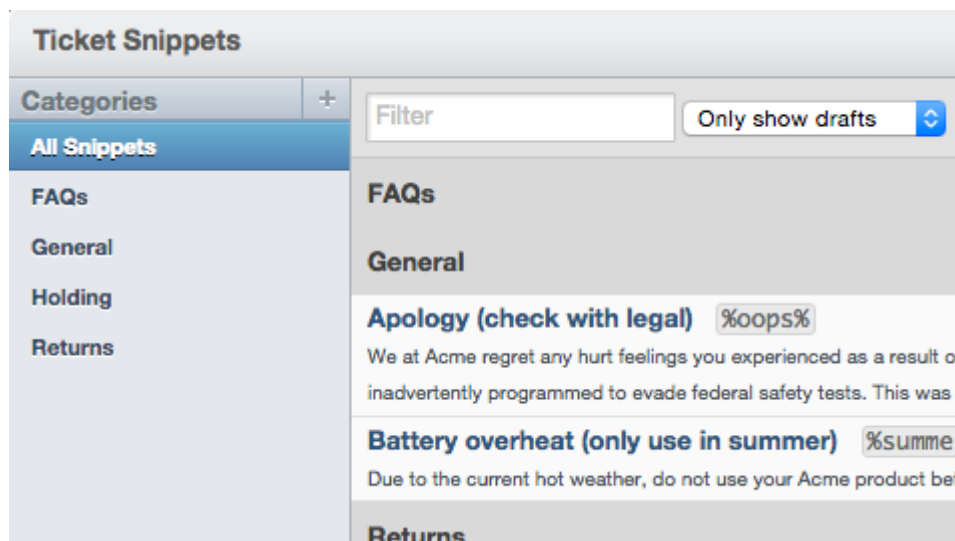 Ticket Snippets
Categories +
All Snippets
FAQs
General
Holding
Returns
Filter Only show drafts
FAQs
General
Apology (check with legal) %oops%
We at Acme regret any hurt feelings you experienced as a result
inadvertently programmed to evade federal safety tests. This was
Battery overheat (only use in summer) %summe
Due to the current hot weather, do not use your Acme product
Returns